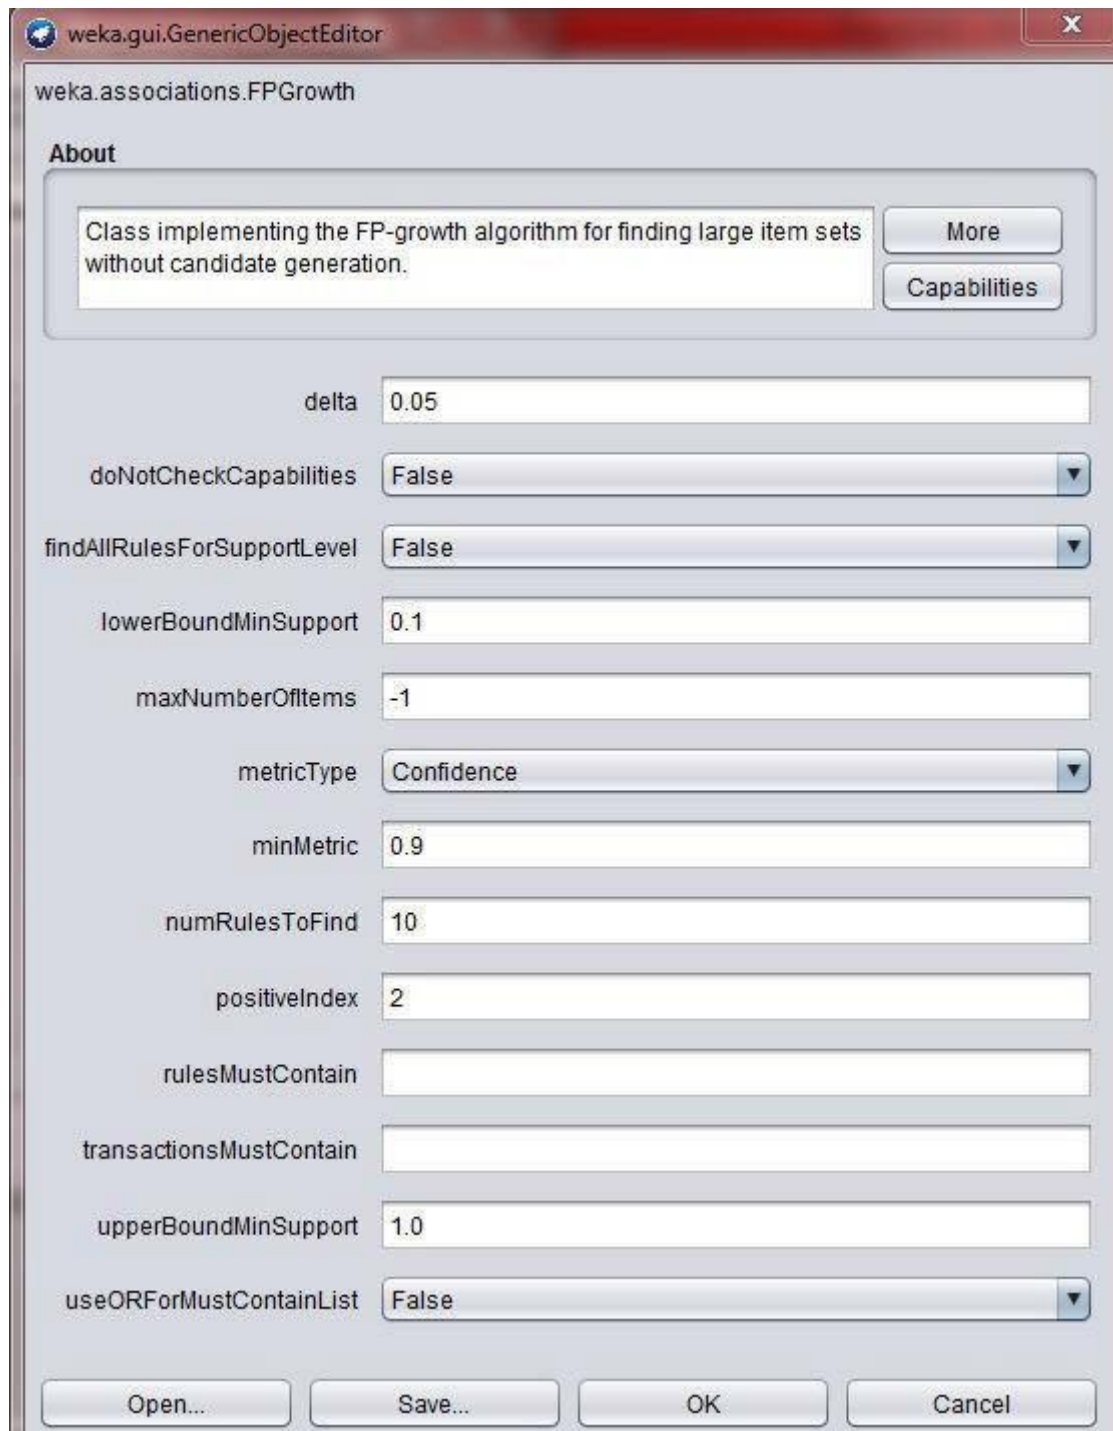 weka.gui.GenericObjectEditor
X
weka.associations.FPGrowth
About
Class implementing the FP-growth algorithm for finding large item sets
without candidate generation.
More
Capabilities
delta 0.05
doNotCheckCapabilities False
findAllRulesForSupportLevel False
lowerBoundMinSupport 0.1
maxNumberOfItems -1
metricType Confidence
minMetric 0.9
numRulesToFind 10
positiveIndex 2
rulesMustContain
transactionsMustContain
upperBoundMinSupport 1.0
useORForMustContainList False
Open... Save... OK Cancel